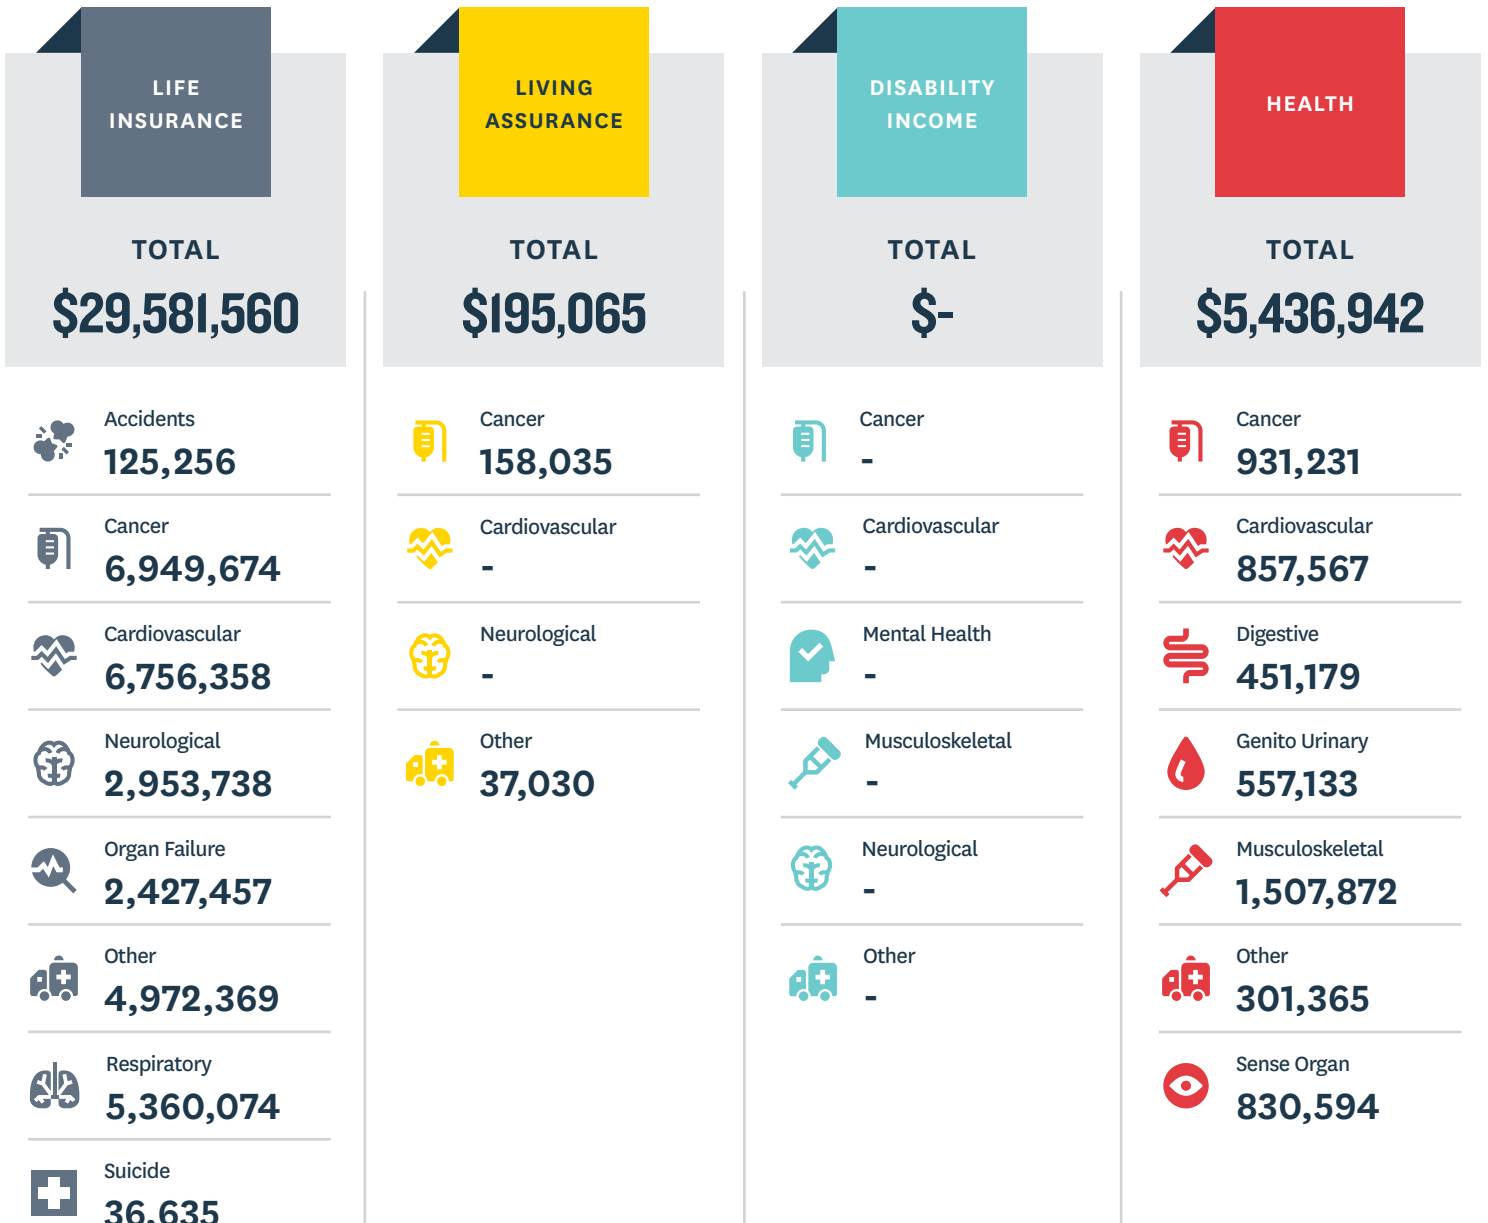 LIFE
INSURANCE
TOTAL
$29,581,560
Accidents
125,256
Cancer
6,949,674
Cardiovascular
6,756,358
Neurological
2,953,738
Organ Failure
2,427,457
Other
4,972,369
Respiratory
5,360,074
Suicide
36,635
LIVING
ASSURANCE
TOTAL
$195,065
Cancer
158,035
Cardiovascular
-
Neurological
-
Other
37,030
DISABILITY
INCOME
TOTAL
$-
Cancer
-
Cardiovascular
-
Mental Health
-
Musculoskeletal
-
Neurological
-
Other
-
HEALTH
TOTAL
$5,436,942
Cancer
931,231
Cardiovascular
857,567
Digestive
451,179
Genito Urinary
557,133
Musculoskeletal
1,507,872
Other
301,365
Sense Organ
830,594